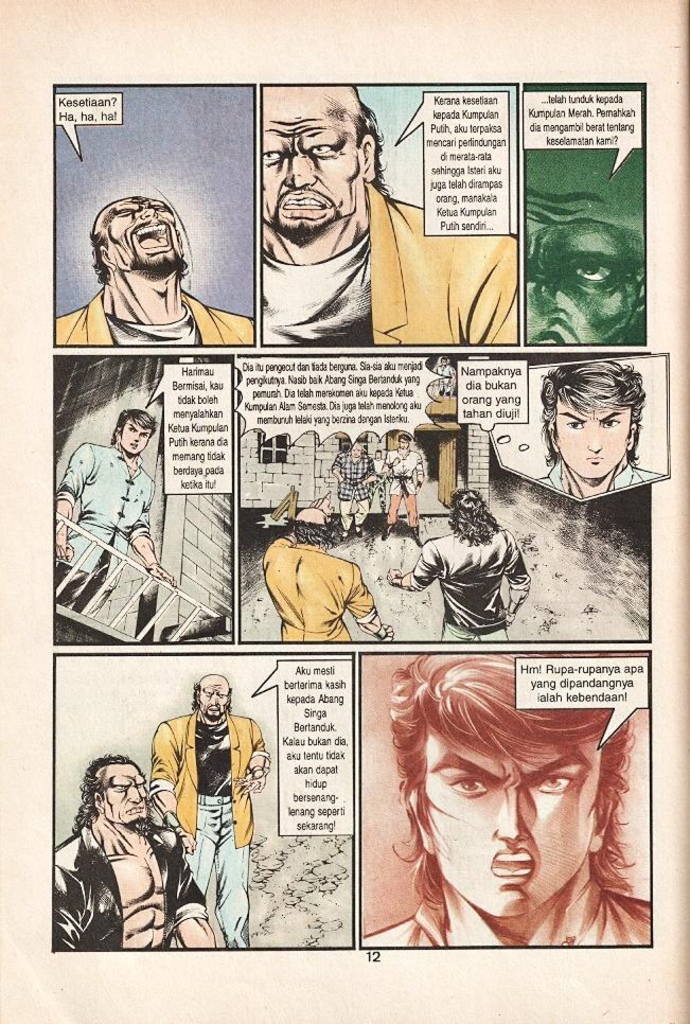 Kesetiaan?
Ha, ha, ha!
Kerana kesetiaan
kepada Kumpulan
Putih, aku terpaksa
mencari perlindungan
di merata-rata
sehingga Isteri aku
juga telah dirampas
orang, manakala
Ketua Kumpulan
Putih sendiri...
...telah tunduk kepada
Kumpulan Merah. Pernahkah
dia mengambil berat tentang
keselamatan kami?
Harimau
Bermisai, kau
tidak boleh
menyalahkan
Ketua Kumpulan
Putih kerana dia
memang tidak
berdaya pada
ketika itu!
Dia itu pengecut dan tiada berguna. Sia-sia aku menjadi
pengikutnya. Nasib baik Abang Singa Bertanduk yang
pemurah. Dia telah merekomen aku kepada Ketua
Kumpulan Alam Semesta. Dia juga telah menolong aku
membunuh lelaki yang berzina dengan Isteriku.
Nampaknya
dia bukan
orang yang
tahan diuji!
Aku mesti
berterima kasih
kepada Abang
Singa
Bertanduk.
Kalau bukan dia,
aku tentu tidak
akan dapat
hidup
bersenang-
lenang seperti
sekarang!
Hm! Rupa-rupanya apa
yang dipandangnya
ialah kebendaan!
12